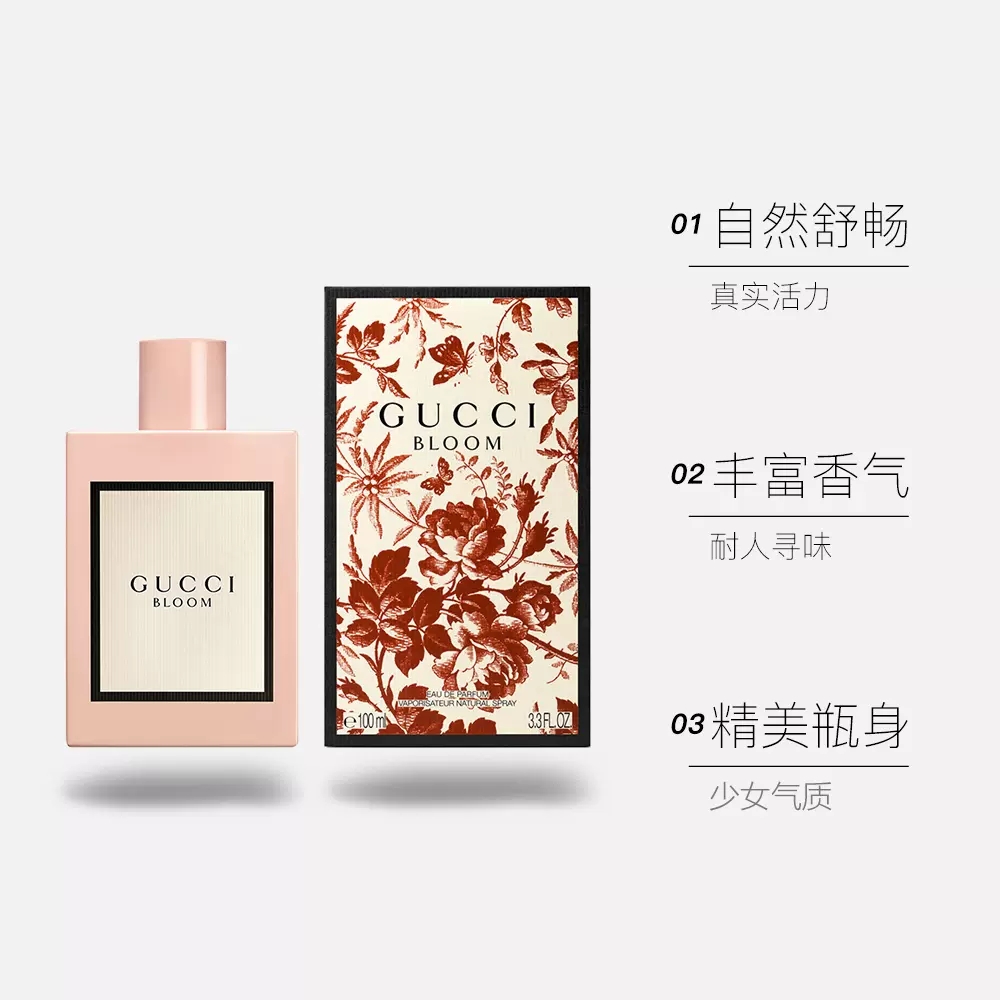 GUCCI
BLOOM
GUCCI
BLOOM
EAU DE PARFUM
VAPORISATEUR NATURAL SPRAY
℮100 ml
3.3 FL.OZ.
01 自然舒畅
真实活力
02 丰富香气
耐人寻味
03 精美瓶身
少女气质